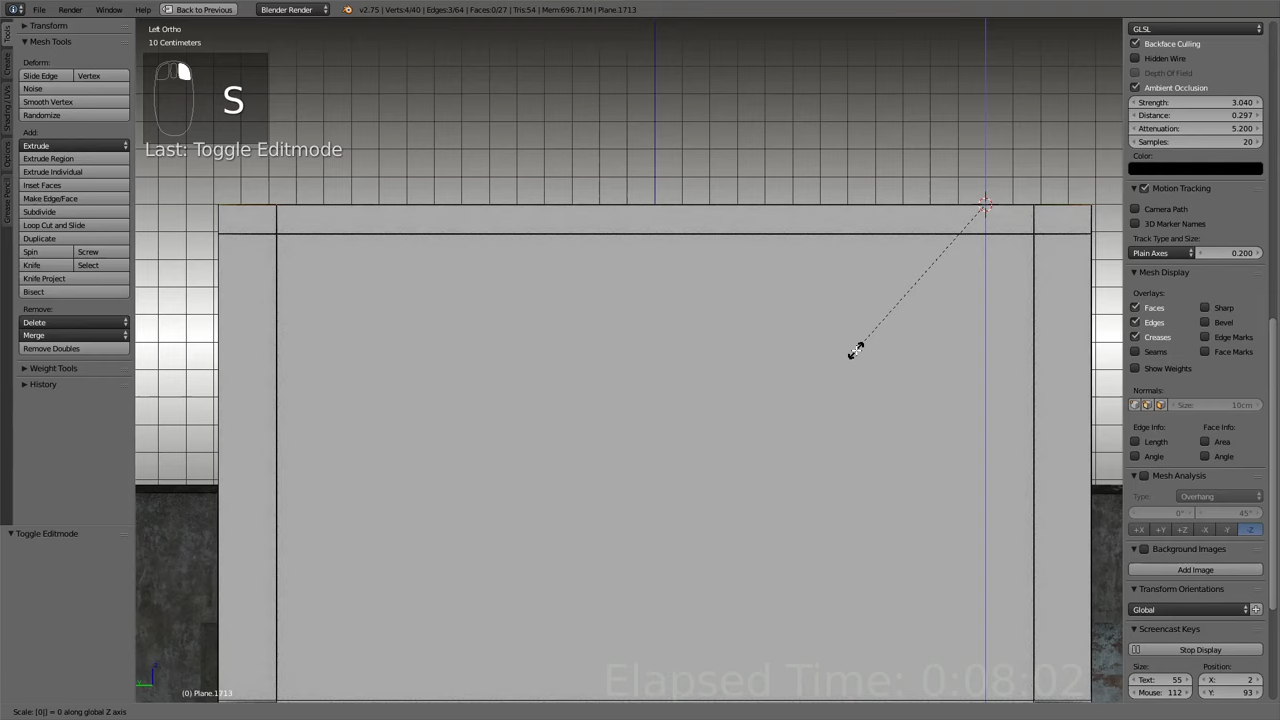 File Render Window Help Back to Previous Blender Render v2.75 | Verts:4/40 | Edges:3/64 | Faces:0/27 | Tris:54 | Mem:696.71M | Plane.1713
Tools
Create
Shading / UVs
Options
Grease Pencil
Transform
Mesh Tools
Deform:
Slide Edge Vertex
Noise
Smooth Vertex
Randomize
Add:
Extrude
Extrude Region
Extrude Individual
Inset Faces
Make Edge/Face
Subdivide
Loop Cut and Slide
Duplicate
Spin Screw
Knife Select
Knife Project
Bisect
Remove:
Delete
Merge
Remove Doubles
Weight Tools
History
Toggle Editmode
Left Ortho
10 Centimeters
S
Last: Toggle Editmode
Elapsed Time: 0:08:02
(0) Plane.1713
Scale: [0|] = 0 along global Z axis
GLSL
Backface Culling
Hidden Wire
Depth Of Field
Ambient Occlusion
Strength: 3.040
Distance: 0.297
Attenuation: 5.200
Samples: 20
Color:
Motion Tracking
Camera Path
3D Marker Names
Track Type and Size:
Plain Axes 0.200
Mesh Display
Overlays:
Faces Sharp
Edges Bevel
Creases Edge Marks
Seams Face Marks
Show Weights
Normals:
Size: 10cm
Edge Info: Face Info:
Length Area
Angle Angle
Mesh Analysis
Type: Overhang
0° 45°
+X +Y +Z -X -Y -Z
Background Images
Add Image
Transform Orientations
Global
Screencast Keys
Stop Display
Size: Position:
Text: 55 X: 2
Mouse: 112 Y: 93